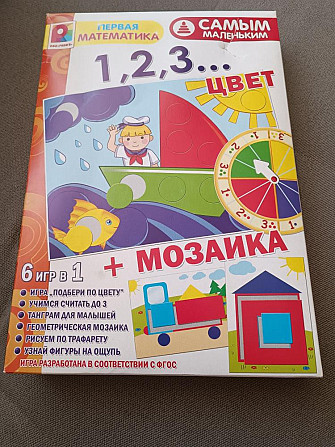 ПЕРВАЯ
МАТЕМАТИКА
САМЫМ
МАЛЕНЬКИМ
1,2,3...
ЦВЕТ
+ МОЗАИКА
6 ИГР В 1
ИГРА „ПОДБЕРИ ПО ЦВЕТУ"
УЧИМСЯ СЧИТАТЬ ДО 3
ТАНГРАМ ДЛЯ МАЛЫШЕЙ
ГЕОМЕТРИЧЕСКАЯ МОЗАИКА
РИСУЕМ ПО ТРАФАРЕТУ
УЗНАЙ ФИГУРЫ НА ОЩУПЬ
ИГРА РАЗРАБОТАНА В СООТВЕТСТВИИ С ФГОС